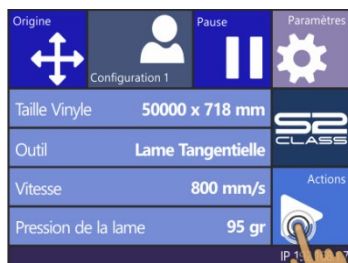 Origine
Configuration 1
Pause
Paramètres
Taille Vinyle 50000 x 718 mm
S2
CLASS
Outil Lame Tangentielle
Vitesse 800 mm/s
Actions
Pression de la lame 95 gr
IP